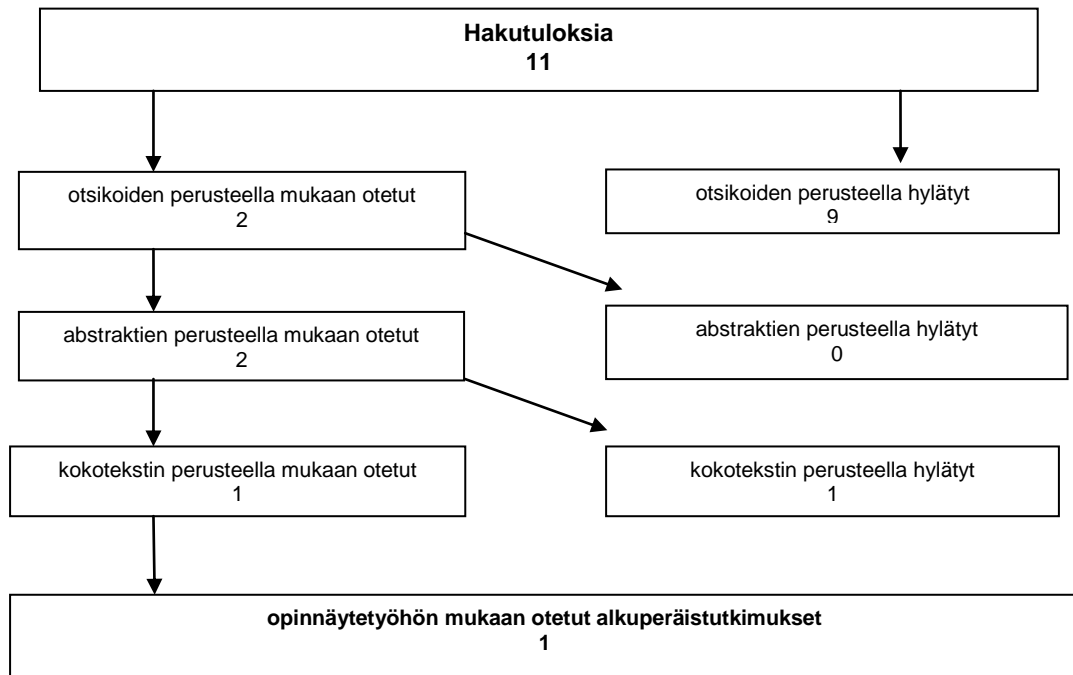 Hakutuloksia
11
otsikoiden perusteella mukaan otetut
2
otsikoiden perusteella hylätyt
9
abstraktien perusteella mukaan otetut
2
abstraktien perusteella hylätyt
0
kokotekstin perusteella mukaan otetut
1
kokotekstin perusteella hylätyt
1
opinnäytetyöhön mukaan otetut alkuperäistutkimukset
1